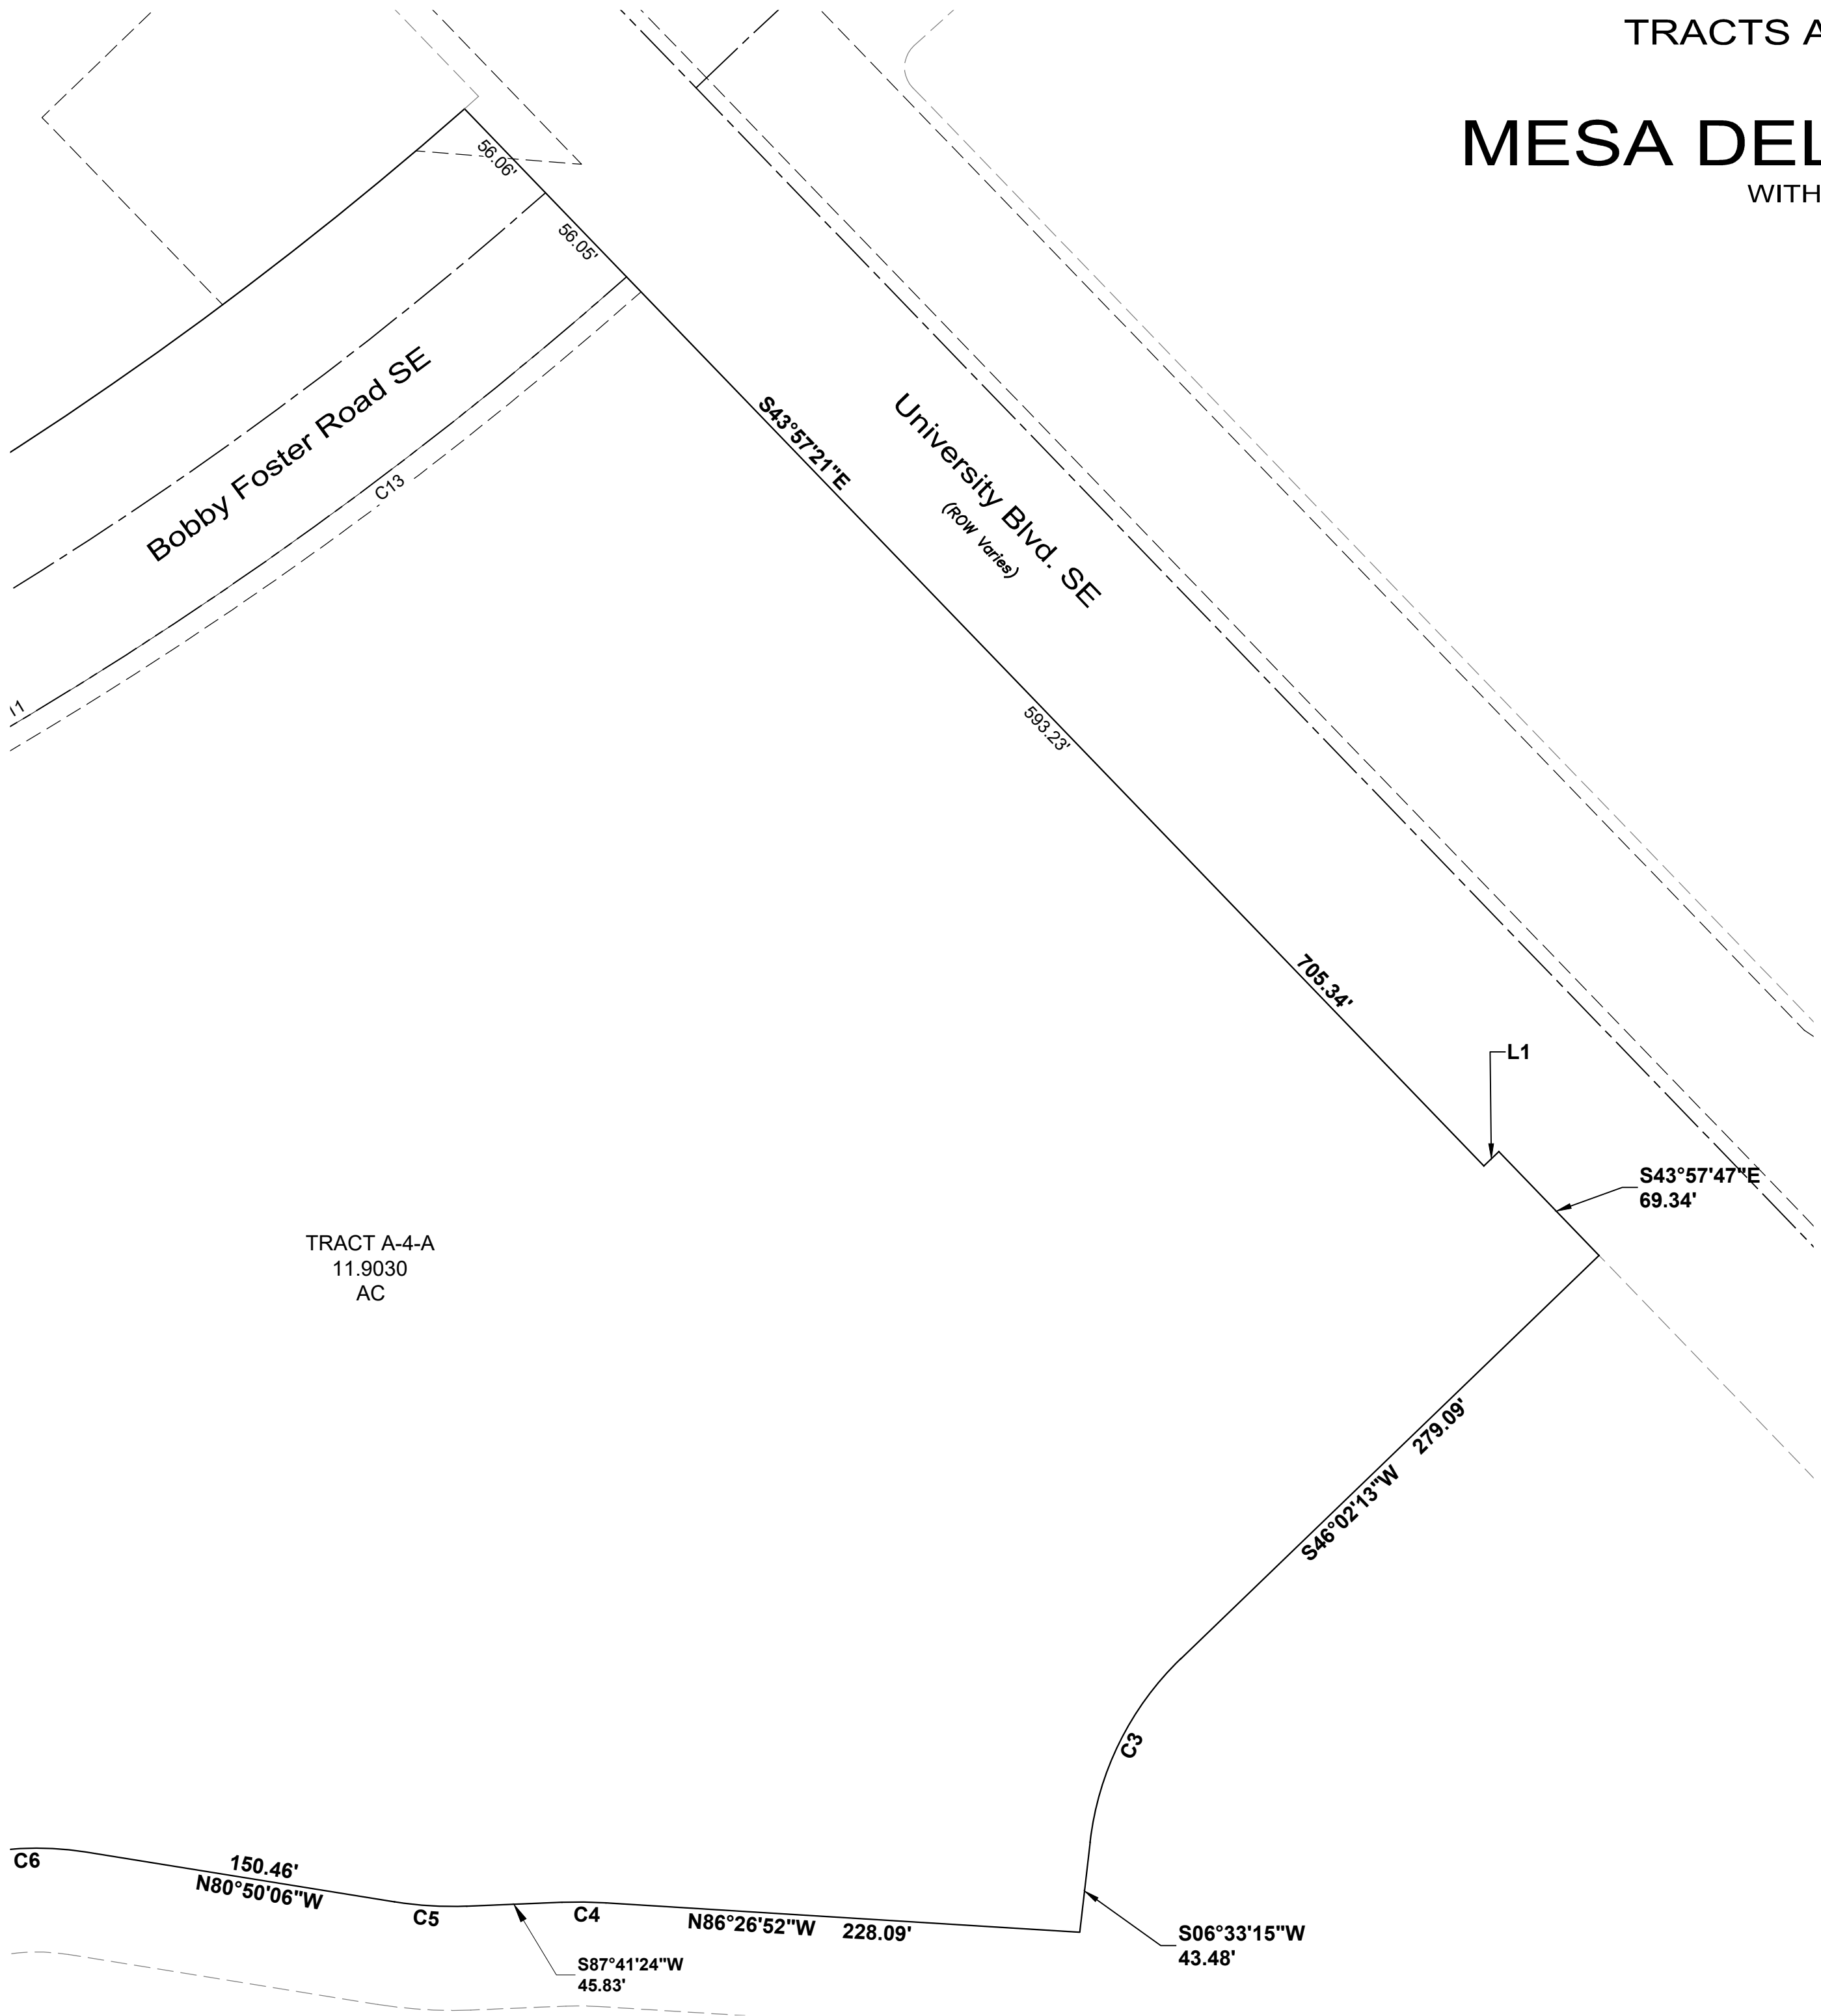 TRACTS A
MESA DEL
WITH
56.06'
56.05'
Bobby Foster Road SE
C13
S43°57'21"E
University Blvd. SE
(ROW Varies)
593.23'
705.34'
L1
S43°57'47"E
69.34'
TRACT A-4-A
11.9030
AC
S46°02'13"W 279.09'
C3
C6
150.46'
N80°50'06"W
C5
C4
N86°26'52"W 228.09'
S87°41'24"W
45.83'
S06°33'15"W
43.48'